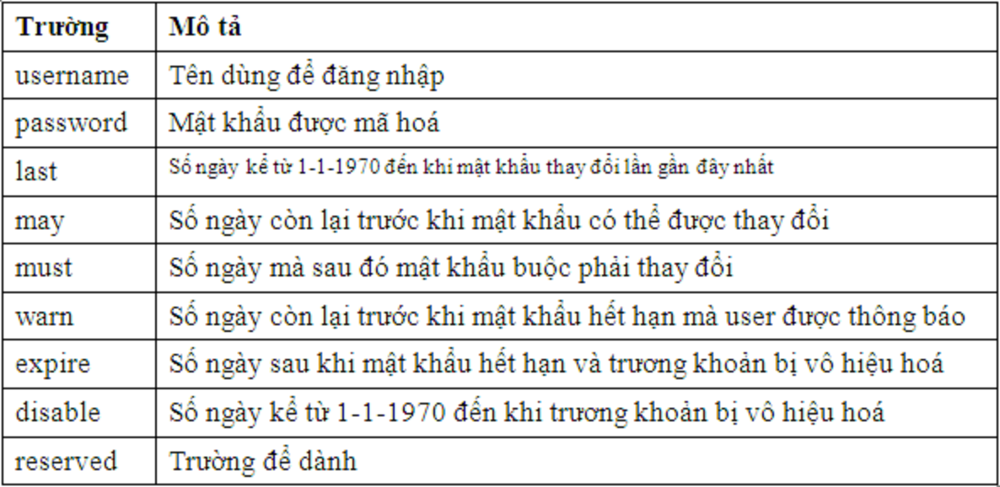 Trường Mô tả
username Tên dùng để đăng nhập
password Mật khẩu được mã hoá
last Số ngày kể từ 1-1-1970 đến khi mật khẩu thay đổi lần gần đây nhất
may Số ngày còn lại trước khi mật khẩu có thể được thay đổi
must Số ngày mà sau đó mật khẩu buộc phải thay đổi
warn Số ngày còn lại trước khi mật khẩu hết hạn mà user được thông báo
expire Số ngày sau khi mật khẩu hết hạn và trương khoản bị vô hiệu hoá
disable Số ngày kể từ 1-1-1970 đến khi trương khoản bị vô hiệu hoá
reserved Trường để dành